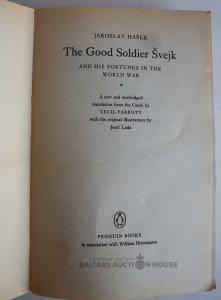 JAROSLAV HAŠEK
The Good Soldier Švejk
AND HIS FORTUNES IN THE
WORLD WAR
A new and unabridged
translation from the Czech by
CECIL PARROTT
with the original illustrations by
Josef Lada
PENGUIN BOOKS
in association with William Heinemann
BALTARS AUCTION HOUSE